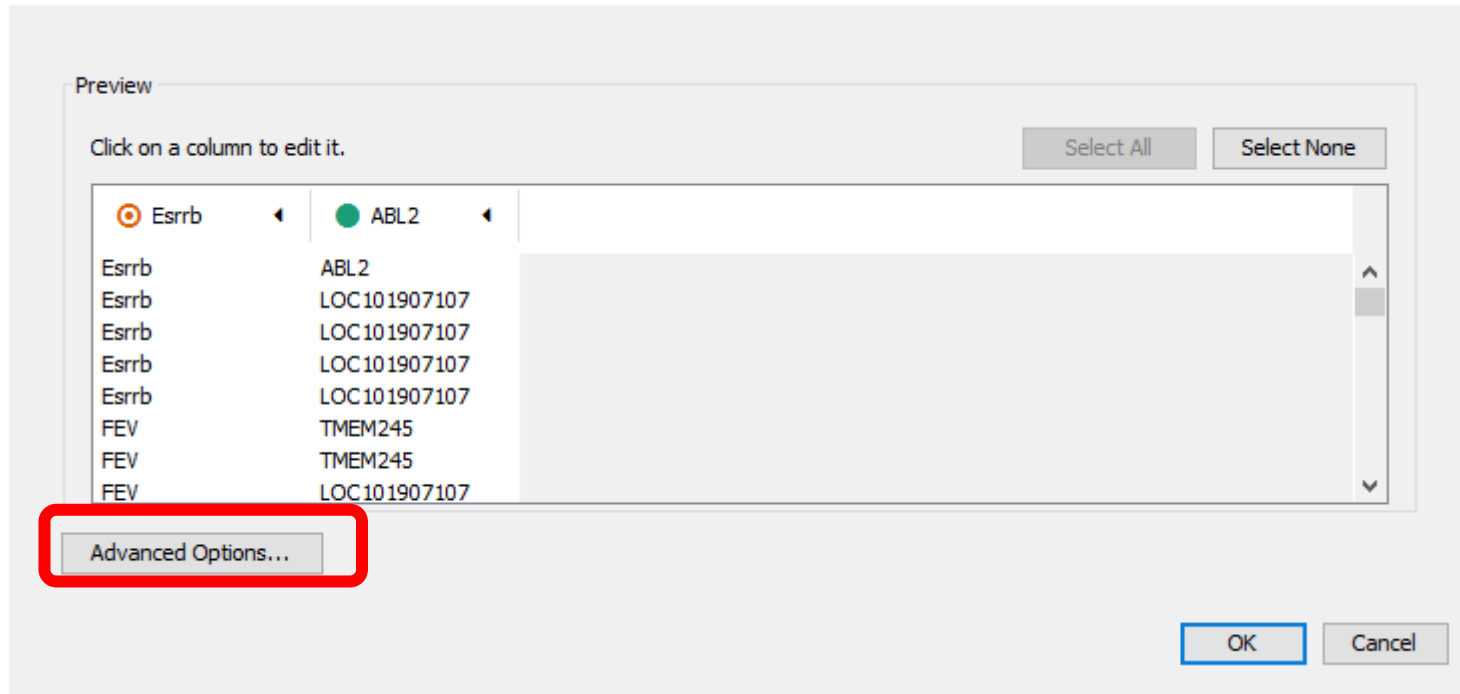 Preview
Click on a column to edit it.
Select All
Select None
Esrrb ABL2
Esrrb ABL2
Esrrb LOC101907107
Esrrb LOC101907107
Esrrb LOC101907107
Esrrb LOC101907107
FEV TMEM245
FEV TMEM245
FEV LOC101907107
Advanced Options...
OK Cancel